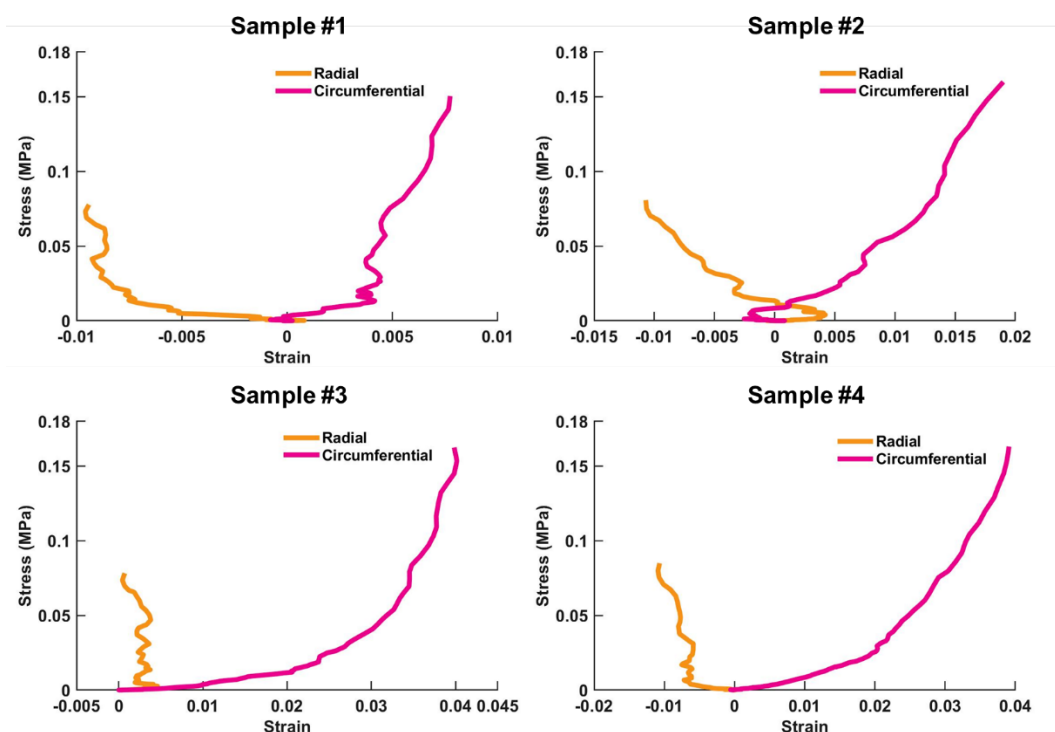 Sample #1
0.18
0.15
0.1
0.05
0
Stress (MPa)
Radial
Circumferential
-0.01 -0.005 0 0.005 0.01
Strain
Sample #2
0.18
0.15
0.1
0.05
0
Stress (MPa)
Radial
Circumferential
-0.015 -0.01 -0.005 0 0.005 0.01 0.015 0.02
Strain
Sample #3
0.18
0.15
0.1
0.05
0
Stress (MPa)
Radial
Circumferential
-0.005 0 0.01 0.02 0.03 0.04 0.045
Strain
Sample #4
0.18
0.15
0.1
0.05
0
Stress (MPa)
Radial
Circumferential
-0.02 -0.01 0 0.01 0.02 0.03 0.04
Strain